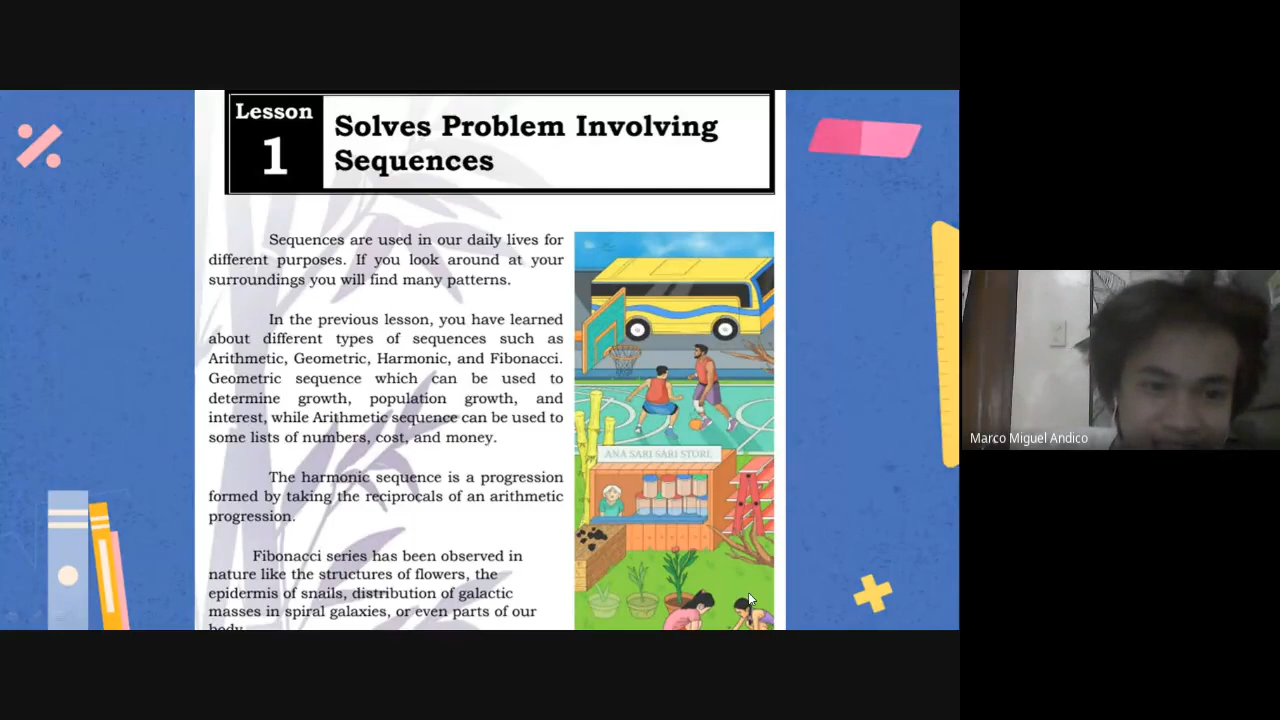 Lesson
1
Solves Problem Involving
Sequences
Sequences are used in our daily lives for
different purposes. If you look around at your
surroundings you will find many patterns.
In the previous lesson, you have learned
about different types of sequences such as
Arithmetic, Geometric, Harmonic, and Fibonacci.
Geometric sequence which can be used to
determine growth, population growth, and
interest, while Arithmetic sequence can be used to
some lists of numbers, cost, and money.
The harmonic sequence is a progression
formed by taking the reciprocals of an arithmetic
progression.
Fibonacci series has been observed in
nature like the structures of flowers, the
epidermis of snails, distribution of galactic
masses in spiral galaxies, or even parts of our
body.
ANA SARI SARI STORE
Marco Miguel Andico